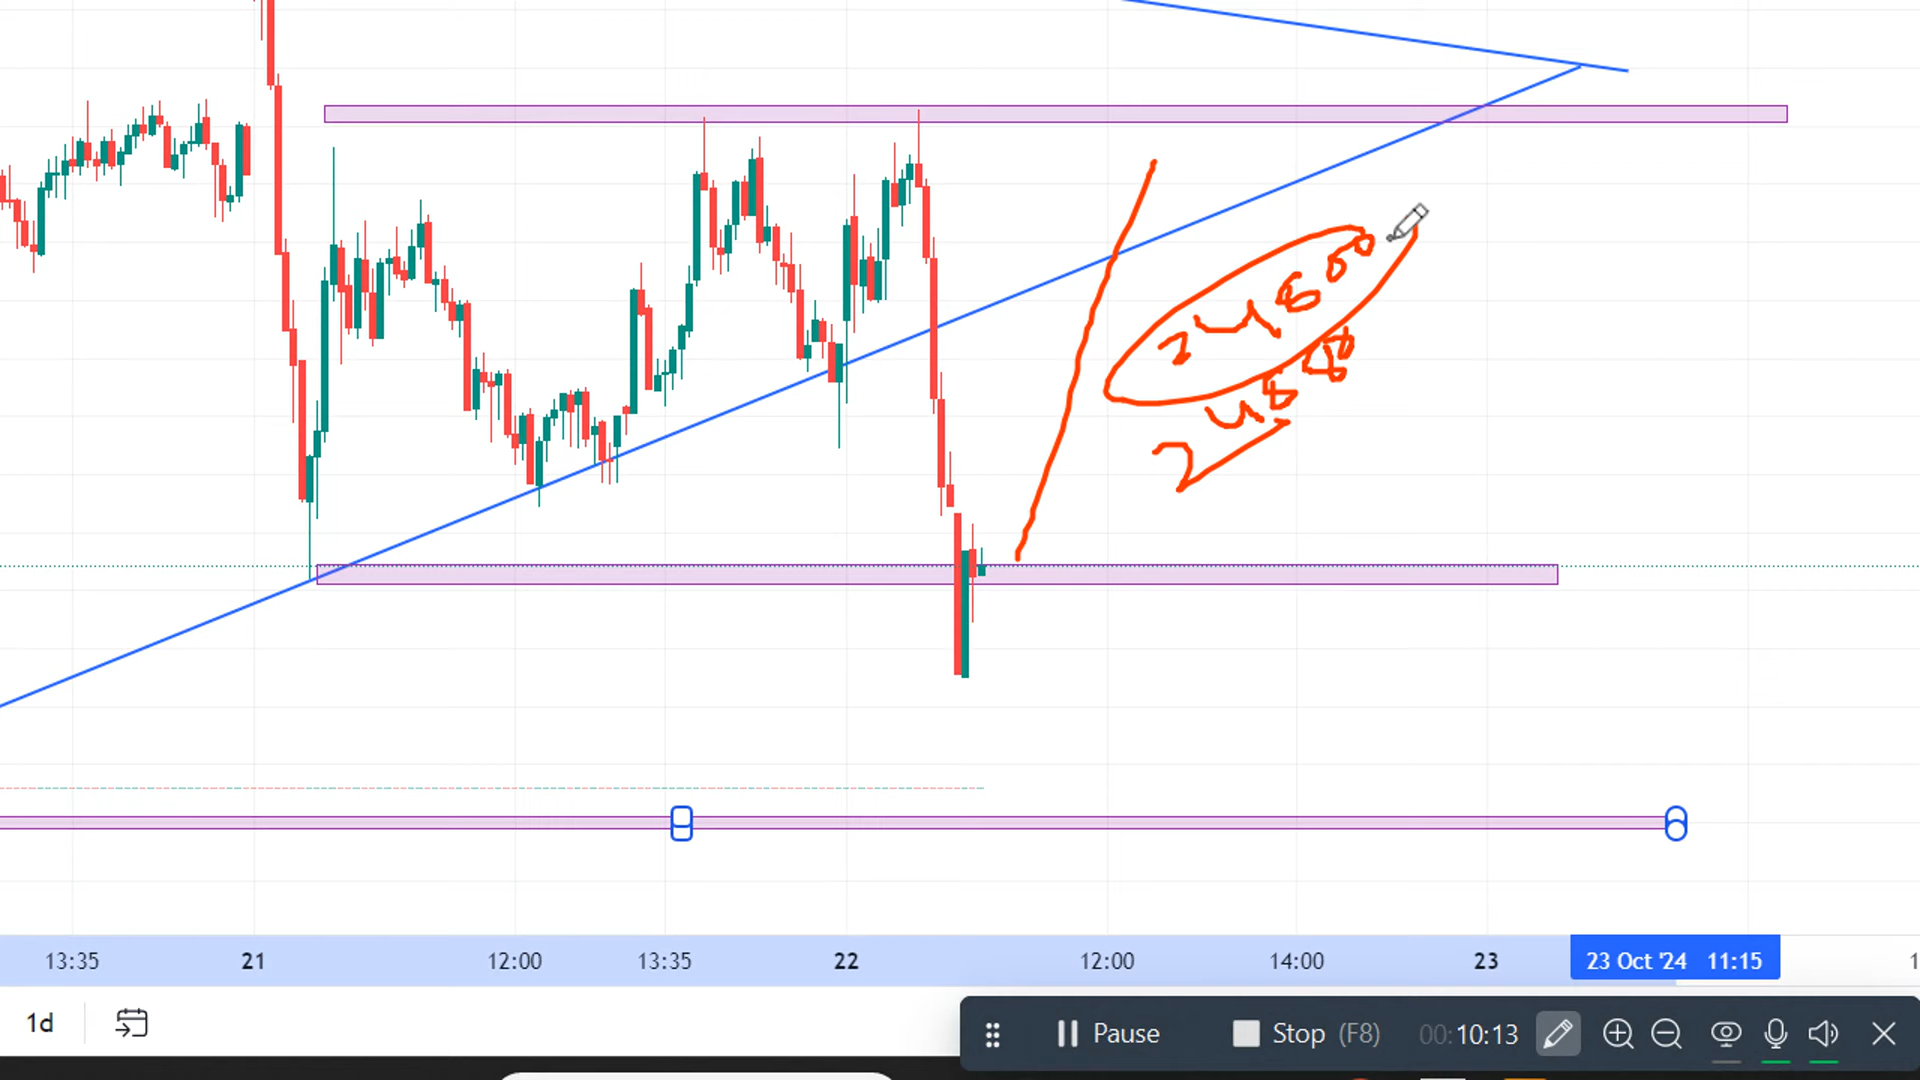 24600
13:35 21 12:00 13:35 22 12:00 14:00 23 23 Oct '24 11:15
1d
Pause Stop (F8) 00:10:13